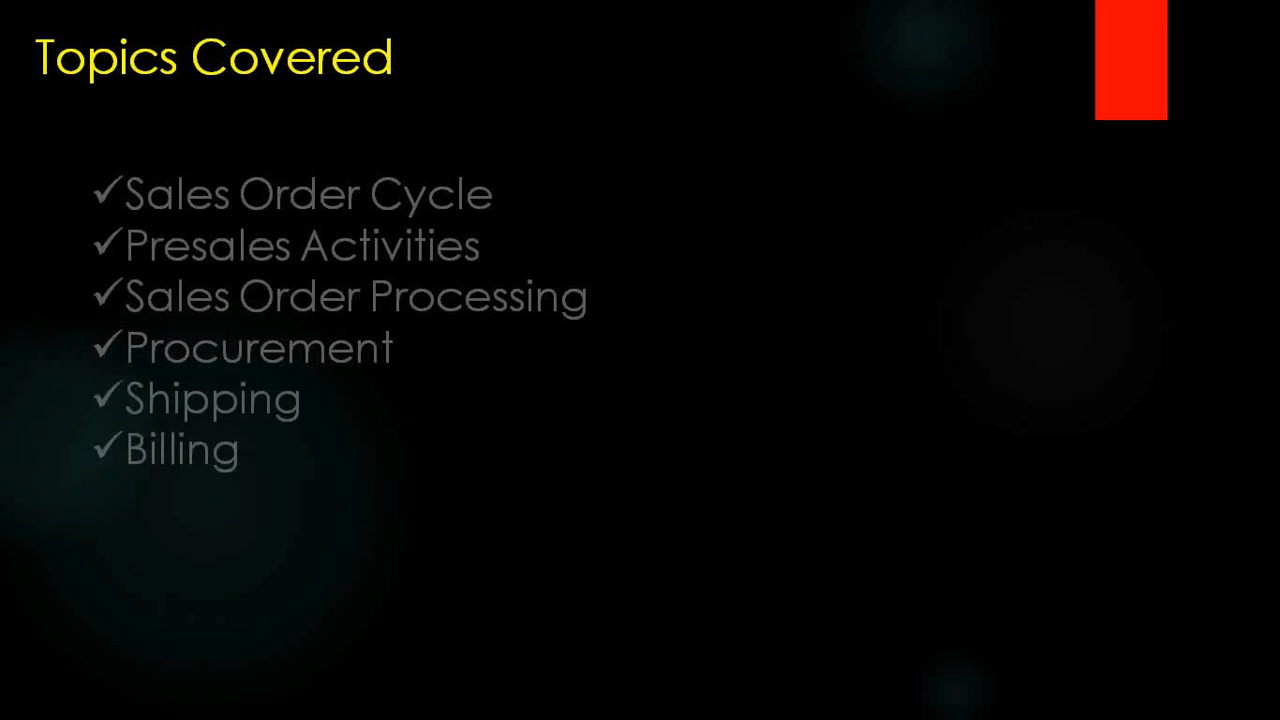 Topics Covered
✓Sales Order Cycle
✓Presales Activities
✓Sales Order Processing
✓Procurement
✓Shipping
✓Billing